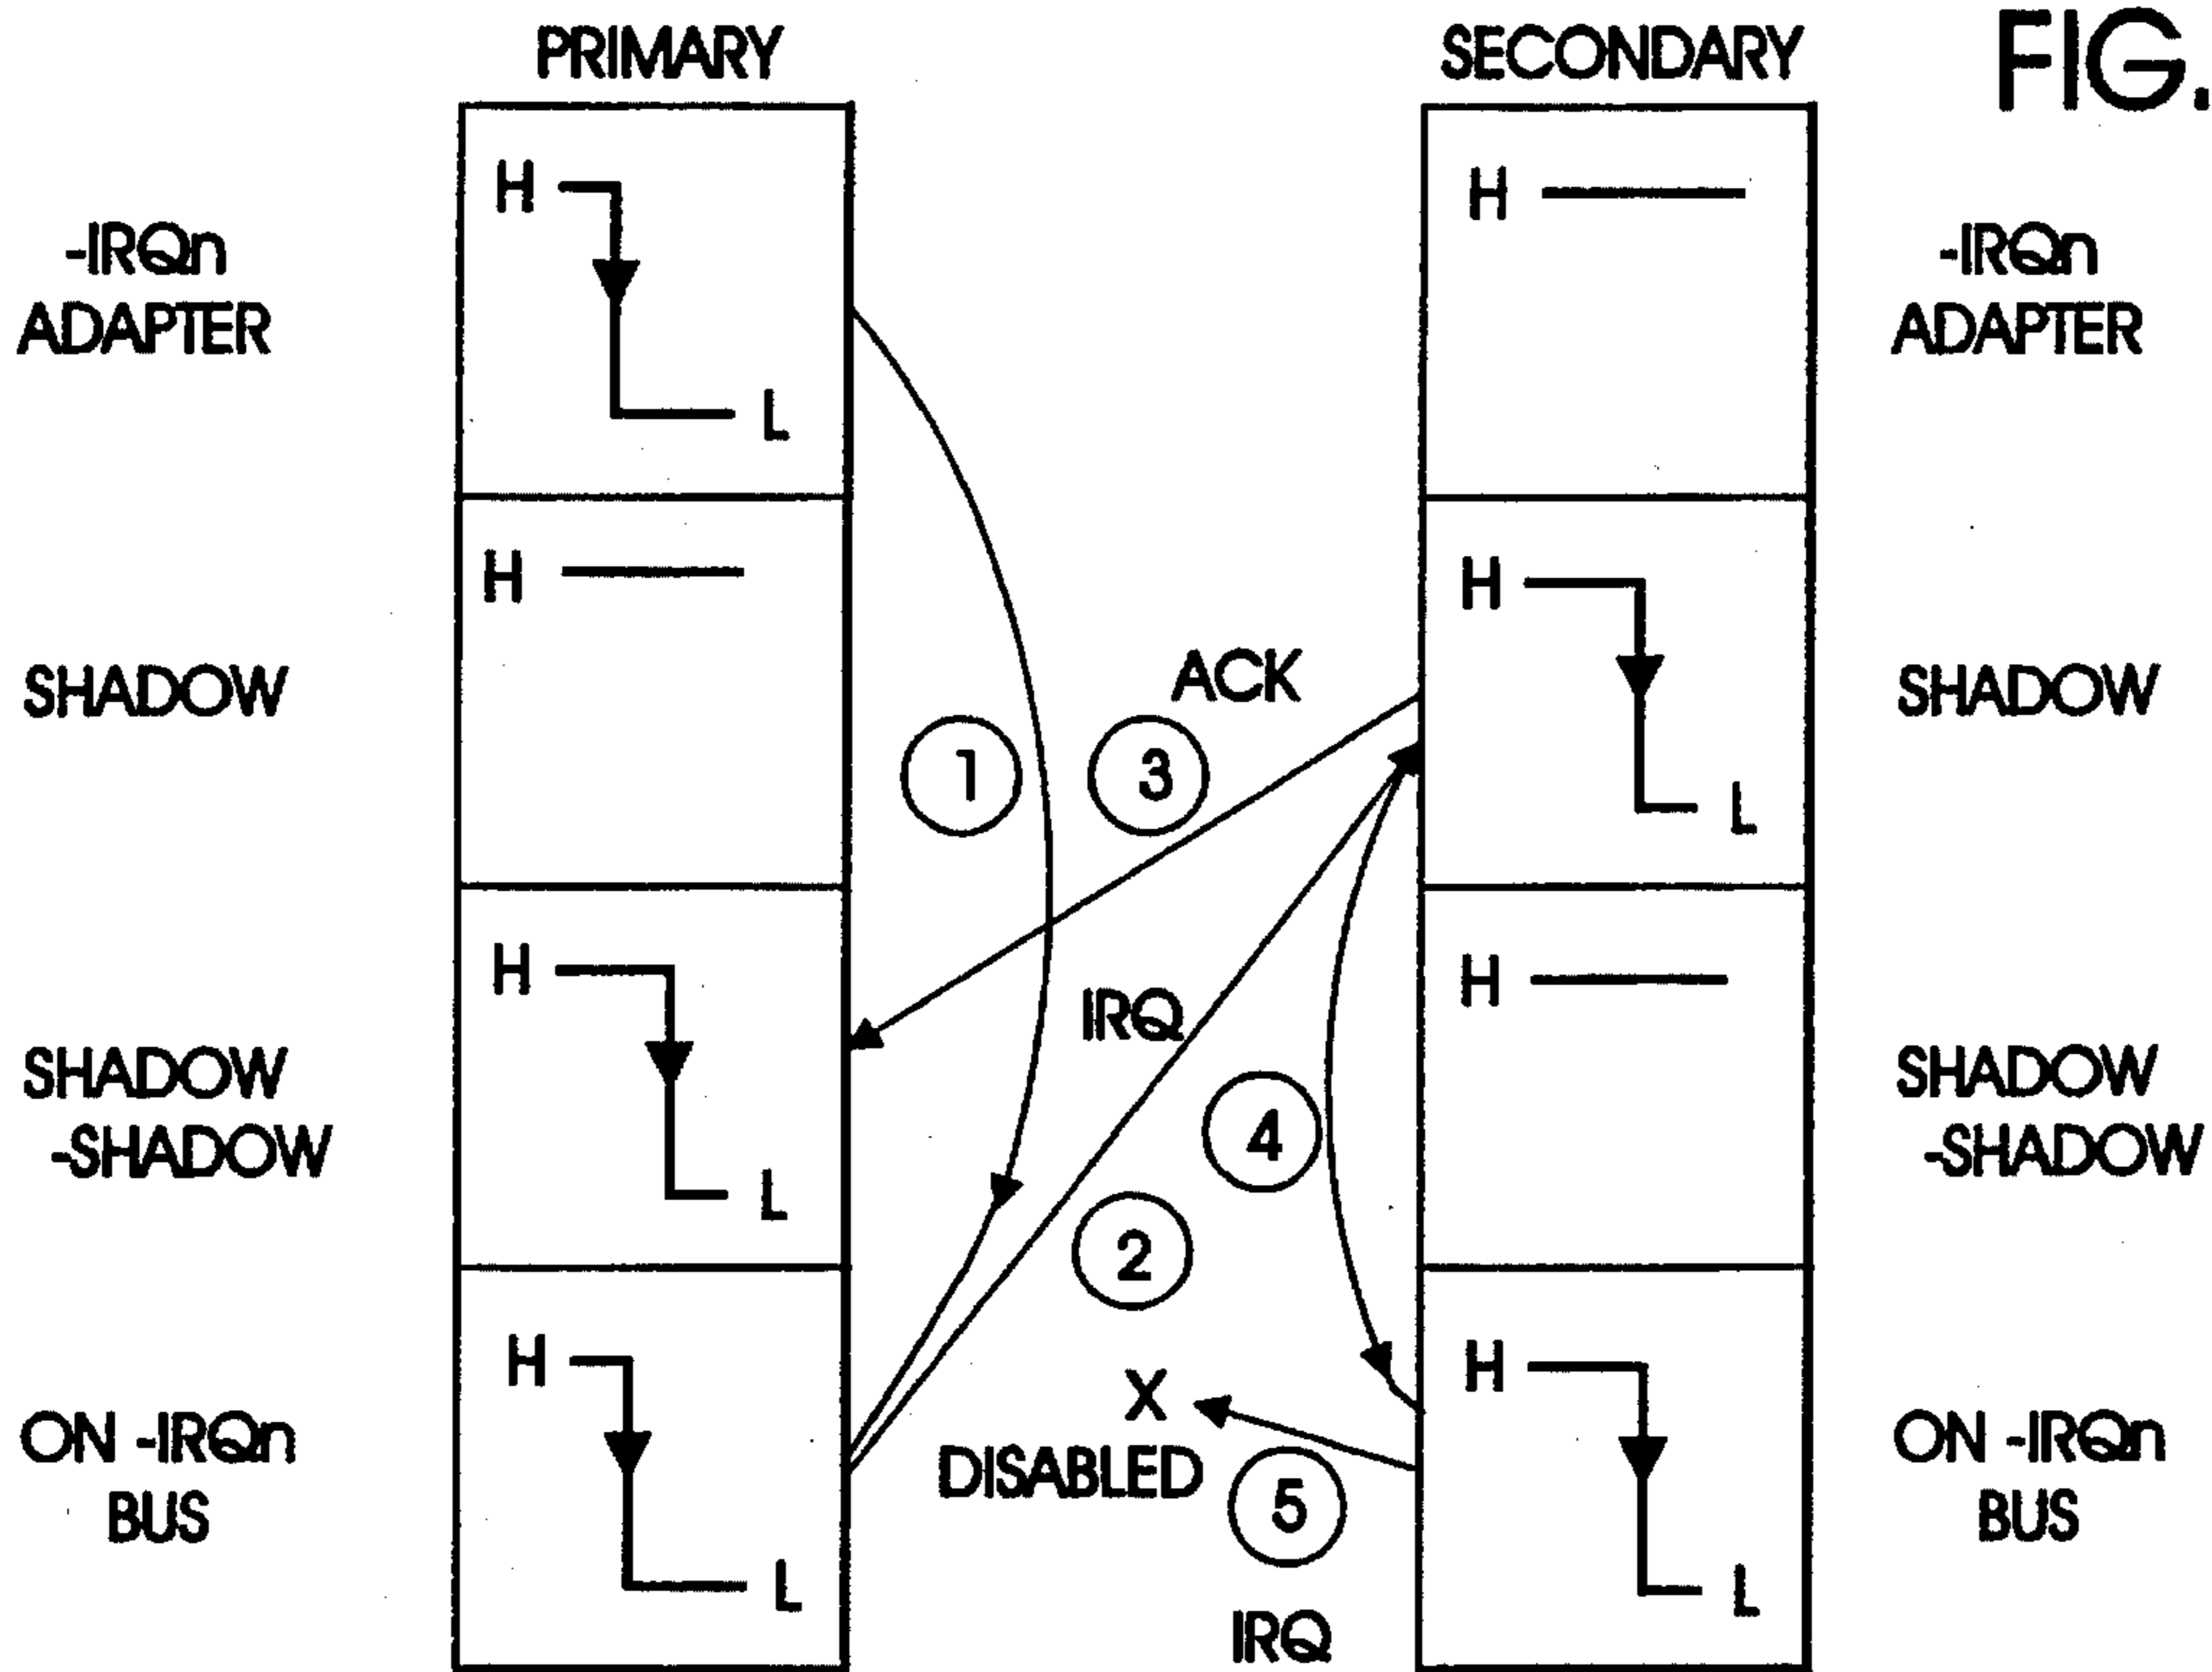 PRIMARY
SECONDARY
FIG.
H
L
-IRQn
ADAPTER
H
-IRQn
ADAPTER
H
SHADOW
H
L
SHADOW
ACK
1
3
H
L
SHADOW
-SHADOW
IRQ
H
SHADOW
-SHADOW
4
2
H
L
ON -IRQn
BUS
X
DISABLED
5
IRQ
H
L
ON -IRQn
BUS